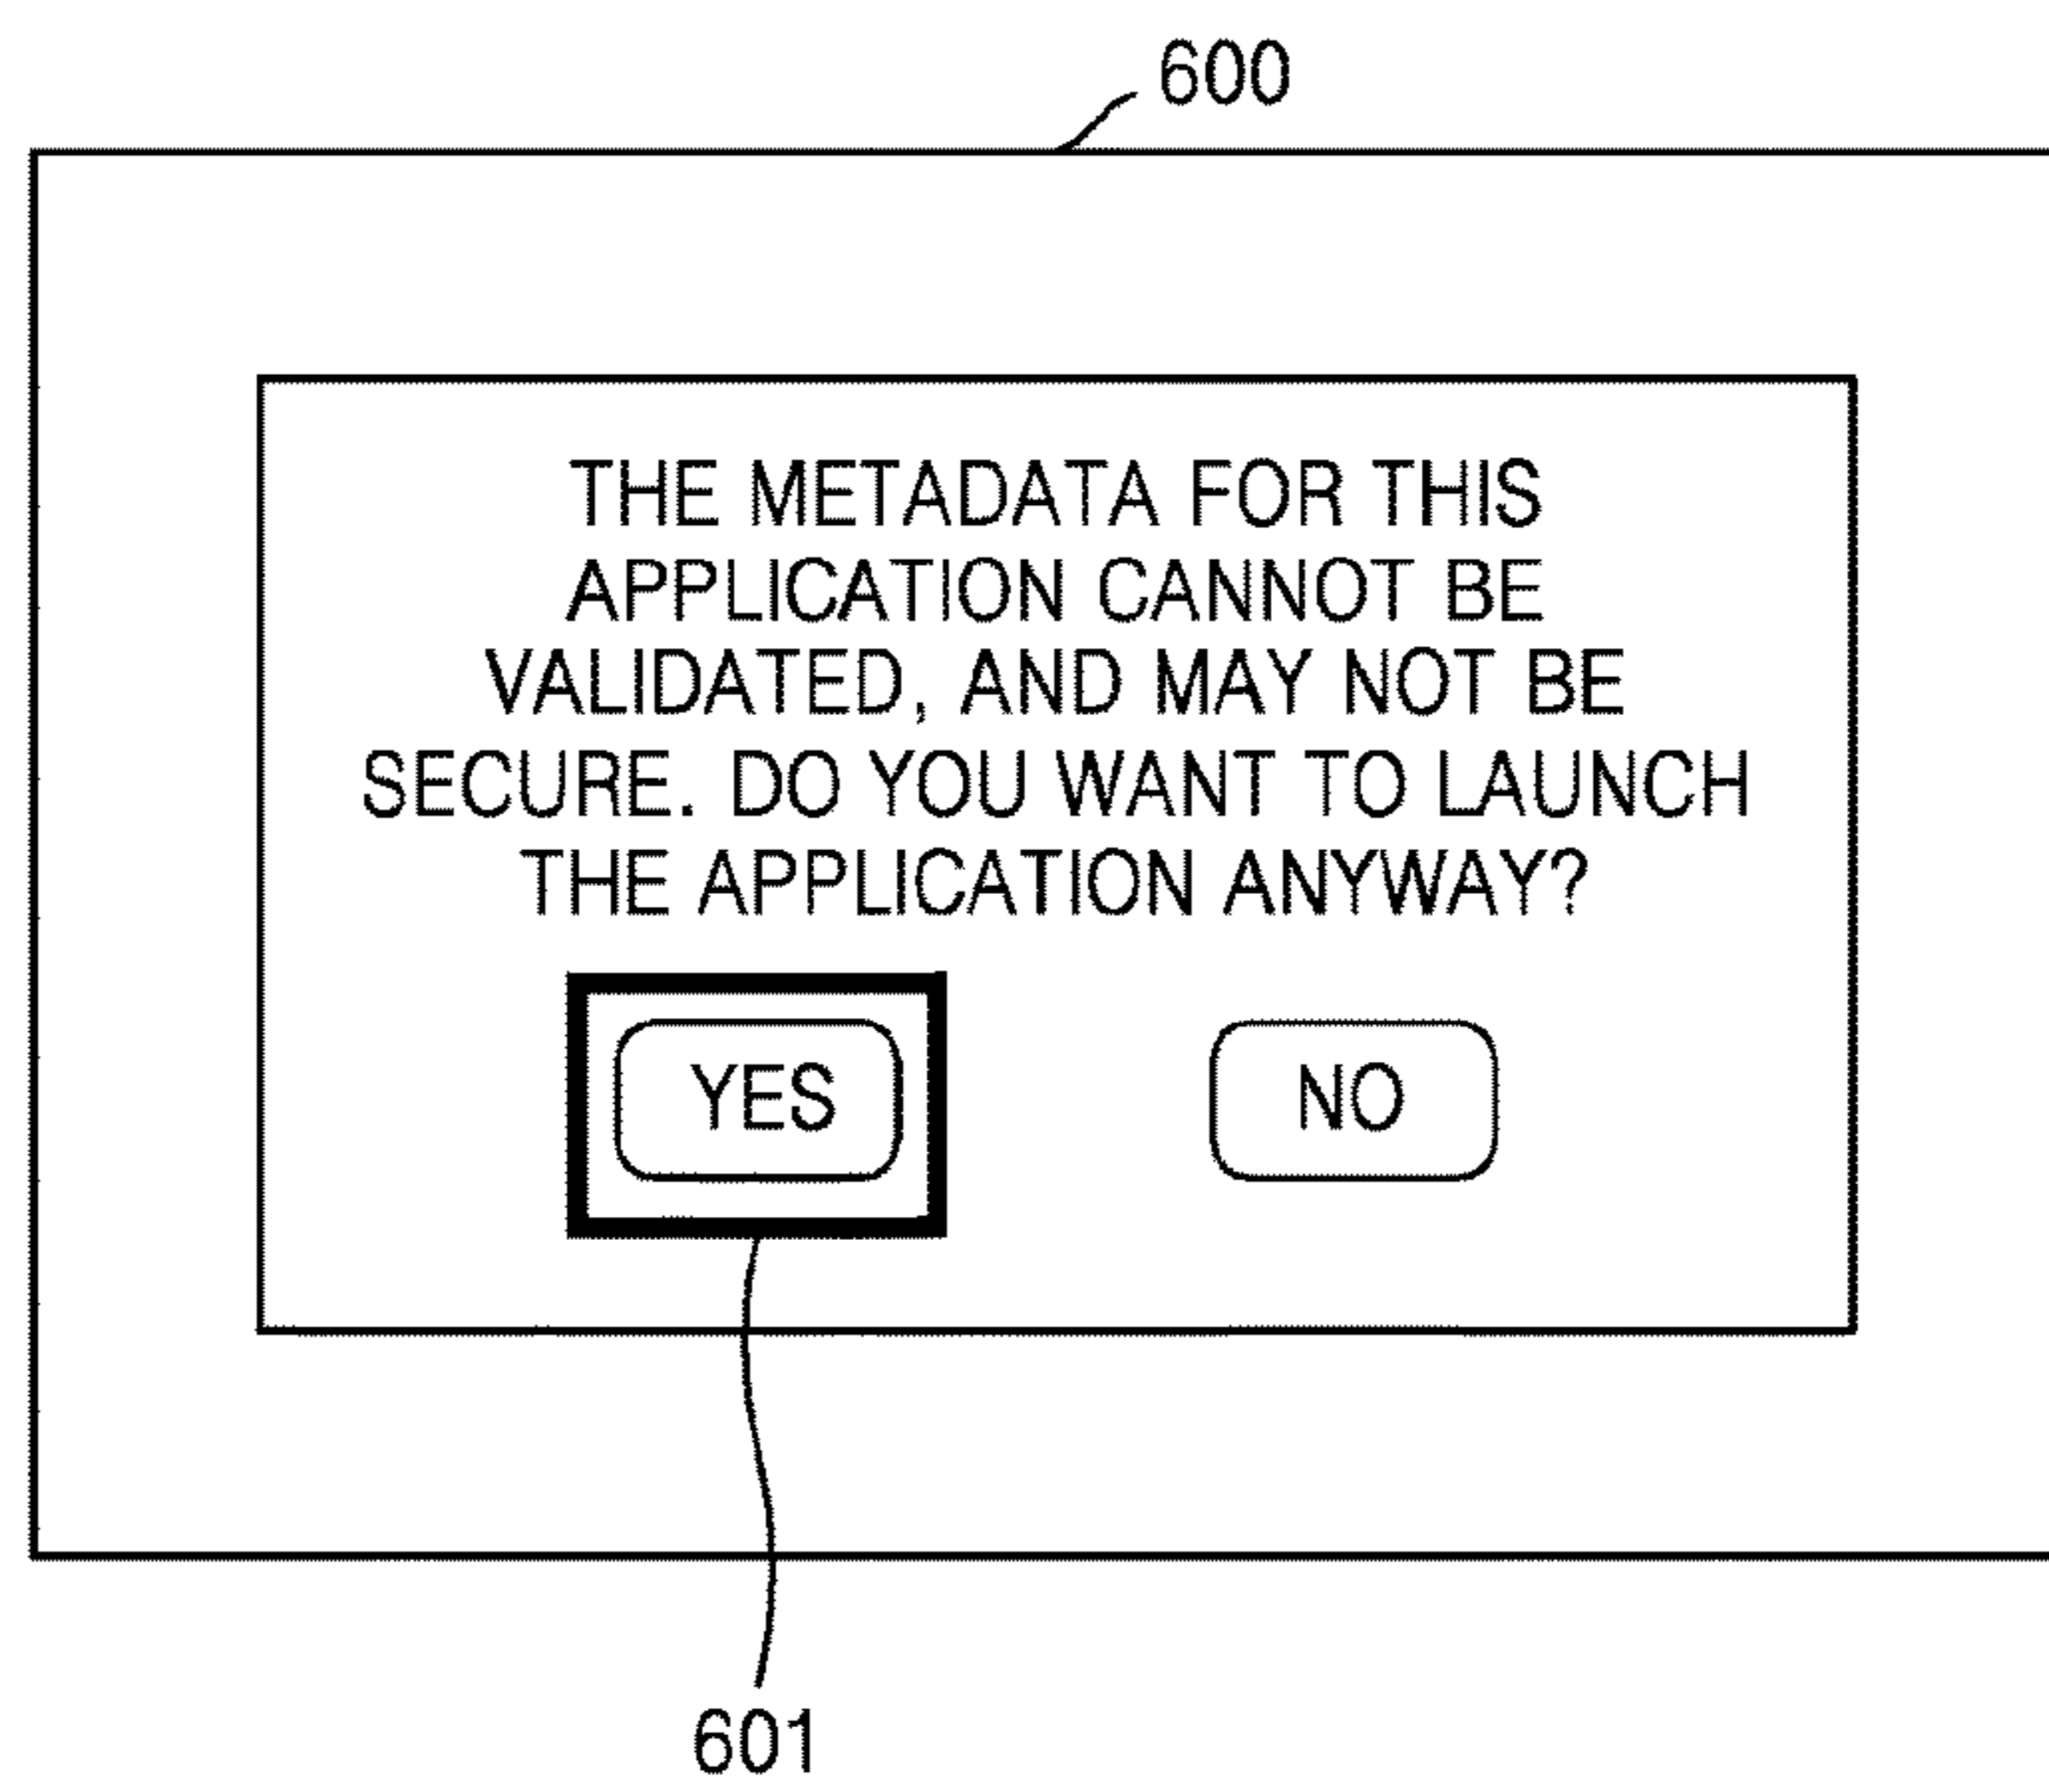 600
THE METADATA FOR THIS
APPLICATION CANNOT BE
VALIDATED, AND MAY NOT BE
SECURE. DO YOU WANT TO LAUNCH
THE APPLICATION ANYWAY?
YES NO
601